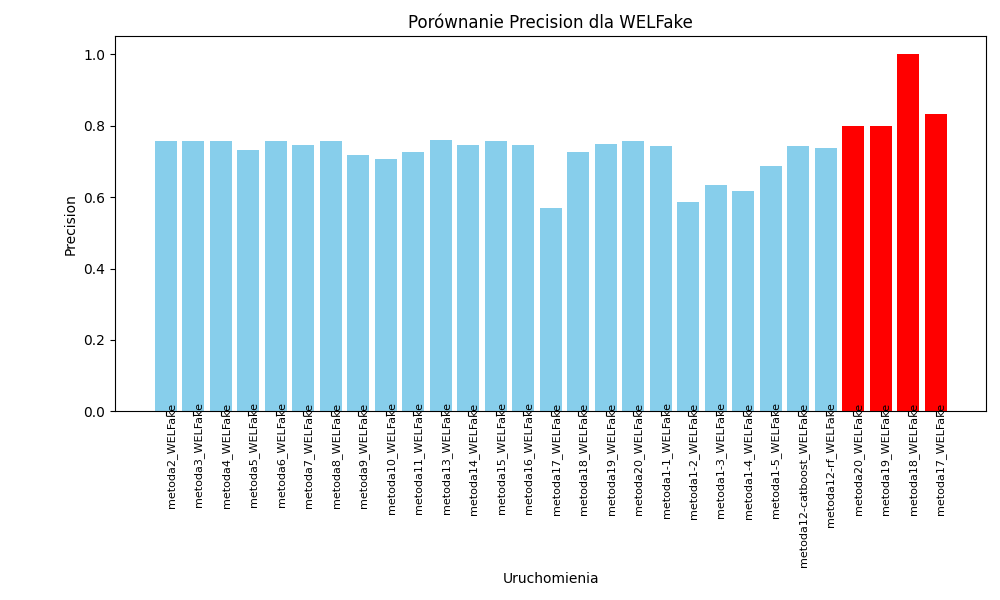 Porównanie Precision dla WELFake
Precision
1.0
0.8
0.6
0.4
0.2
0.0
metoda2_WELFake
metoda3_WELFake
metoda4_WELFake
metoda5_WELFake
metoda6_WELFake
metoda7_WELFake
metoda8_WELFake
metoda9_WELFake
metoda10_WELFake
metoda11_WELFake
metoda13_WELFake
metoda14_WELFake
metoda15_WELFake
metoda16_WELFake
metoda17_WELFake
metoda18_WELFake
metoda19_WELFake
metoda20_WELFake
metoda1-1_WELFake
metoda1-2_WELFake
metoda1-3_WELFake
metoda1-4_WELFake
metoda1-5_WELFake
metoda12-catboost_WELFake
metoda12-rf_WELFake
metoda20_WELFake
metoda19_WELFake
metoda18_WELFake
metoda17_WELFake
Uruchomienia